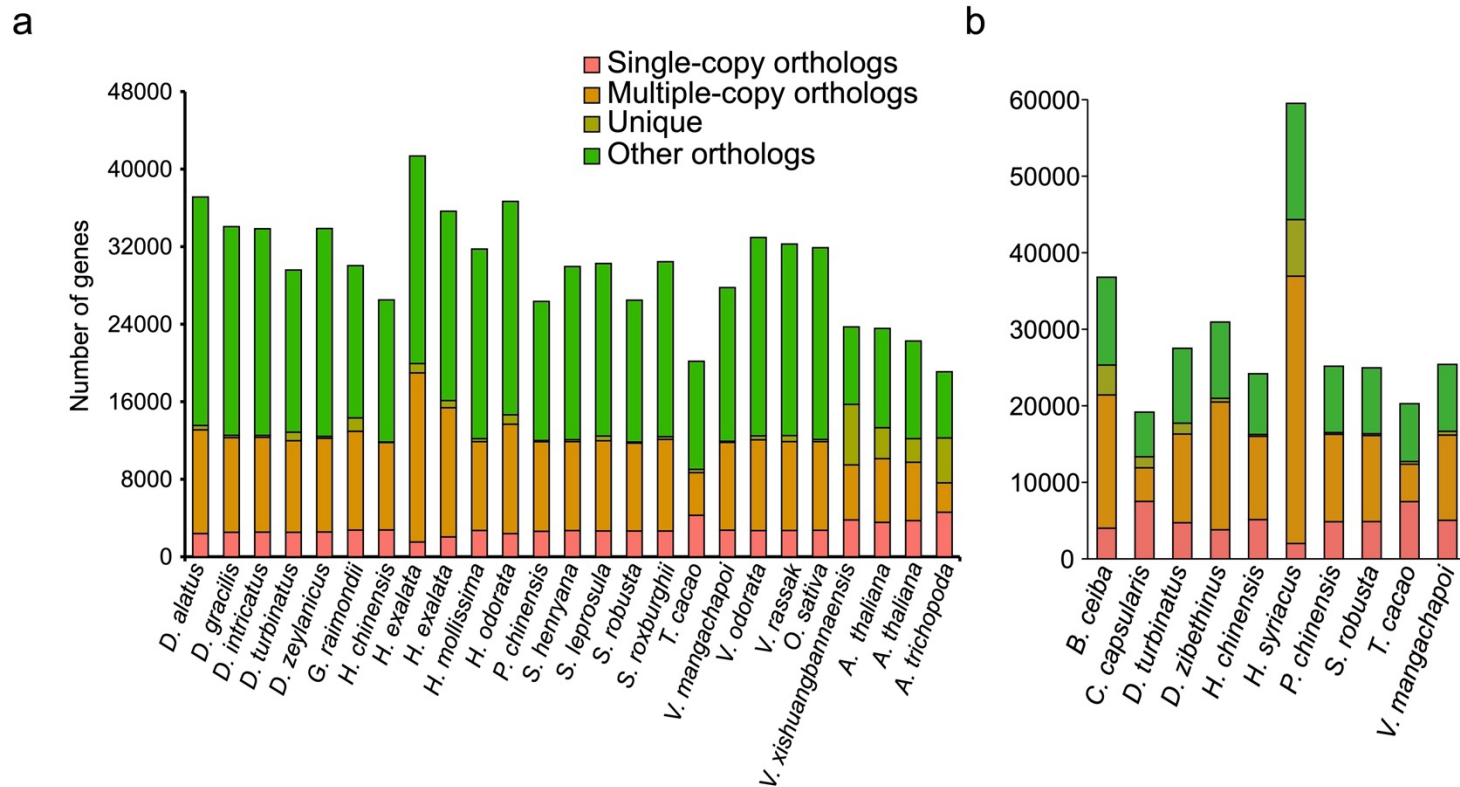 a
b
Single-copy orthologs
Multiple-copy orthologs
Unique
Other orthologs
Number of genes
48000
40000
32000
24000
16000
8000
0
D. alatus
D. gracilis
D. intricatus
D. turbinatus
D. zeylanicus
G. raimondii
H. chinensis
H. exalata
H. exalata
H. mollissima
H. odorata
P. chinensis
S. henryana
S. leprosula
S. robusta
S. roxburghii
T. cacao
V. mangachapoi
V. odorata
V. rassak
O. sativa
V. xishuangbannaensis
A. thaliana
A. thaliana
A. trichopoda
60000
50000
40000
30000
20000
10000
0
B. ceiba
C. capsularis
D. turbinatus
D. zibethinus
H. chinensis
H. syriacus
P. chinensis
S. robusta
T. cacao
V. mangachapoi